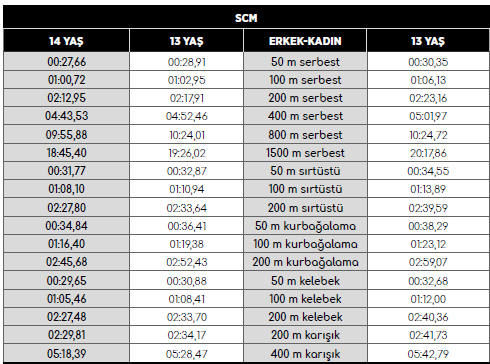 SCM
14 YAŞ 13 YAŞ ERKEK-KADIN 13 YAŞ
00:27,66 00:28,91 50 m serbest 00:30,35
01:00,72 01:02,95 100 m serbest 01:06,13
02:12,95 02:17,91 200 m serbest 02:23,16
04:43,53 04:52,46 400 m serbest 05:01,97
09:55,88 10:24,01 800 m serbest 10:24,72
18:45,40 19:26,02 1500 m serbest 20:17,86
00:31,77 00:32,87 50 m sırtüstü 00:34,55
01:08,10 01:10,94 100 m sırtüstü 01:13,89
02:27,80 02:33,64 200 m sırtüstü 02:39,59
00:34,84 00:36,41 50 m kurbağalama 00:38,29
01:16,40 01:19,38 100 m kurbağalama 01:23,12
02:45,68 02:52,43 200 m kurbağalama 02:59,07
00:29,65 00:30,88 50 m kelebek 00:32,68
01:05,46 01:08,41 100 m kelebek 01:12,00
02:27,48 02:33,70 200 m kelebek 02:40,36
02:29,81 02:34,17 200 m karışık 02:41,73
05:18,39 05:28,47 400 m karışık 05:42,79